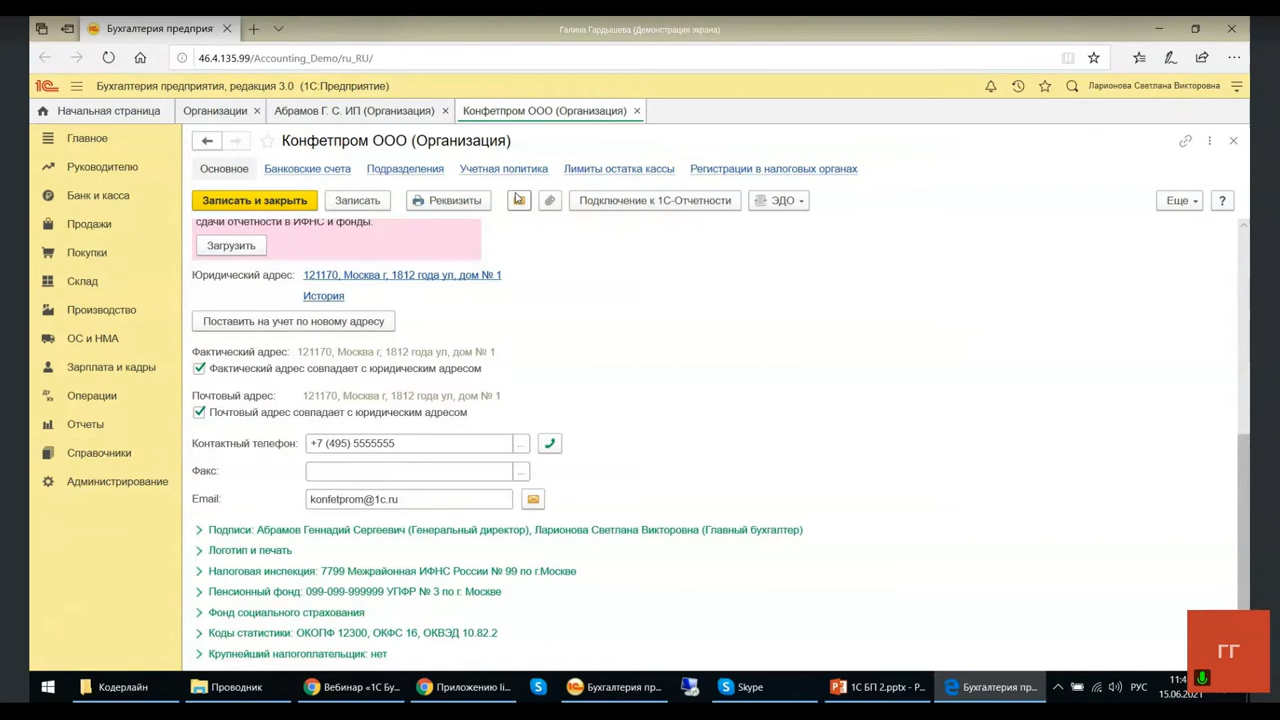 Бухгалтерия предприят
Галина Гардышева (Демонстрация экрана)
46.4.135.99/Accounting_Demo/ru_RU/
Бухгалтерия предприятия, редакция 3.0 (1С:Предприятие)
Ларионова Светлана Викторовна
Начальная страница
Организации
Абрамов Г. С. ИП (Организация)
Конфетпром ООО (Организация)
Главное
Руководителю
Банк и касса
Продажи
Покупки
Склад
Производство
ОС и НМА
Зарплата и кадры
Операции
Отчеты
Справочники
Администрирование
Конфетпром ООО (Организация)
Основное Банковские счета Подразделения Учетная политика Лимиты остатка кассы Регистрации в налоговых органах
Записать и закрыть Записать Реквизиты Подключение к 1С-Отчетности ЭДО Еще ?
сдачи отчетности в ИФНС и фонды.
Загрузить
Юридический адрес: 121170, Москва г, 1812 года ул, дом № 1
История
Поставить на учет по новому адресу
Фактический адрес: 121170, Москва г, 1812 года ул, дом № 1
Фактический адрес совпадает с юридическим адресом
Почтовый адрес: 121170, Москва г, 1812 года ул, дом № 1
Почтовый адрес совпадает с юридическим адресом
Контактный телефон: +7 (495) 5555555 ...
Факс: ...
Email: konfetprom@1c.ru
Подписи: Абрамов Геннадий Сергеевич (Генеральный директор), Ларионова Светлана Викторовна (Главный бухгалтер)
Логотип и печать
Налоговая инспекция: 7799 Межрайонная ИФНС России № 99 по г.Москве
Пенсионный фонд: 099-099-999999 УПФР № 3 по г. Москве
Фонд социального страхования
Коды статистики: ОКОПФ 12300, ОКФС 16, ОКВЭД 10.82.2
Крупнейший налогоплательщик: нет
ГГ
Кодерлайн
Проводник
Вебинар «1С Бу...
Приложению li...
Бухгалтерия пр...
Skype
1С БП 2.pptx - P...
Бухгалтерия пр...
РУС
11:4
15.06.202